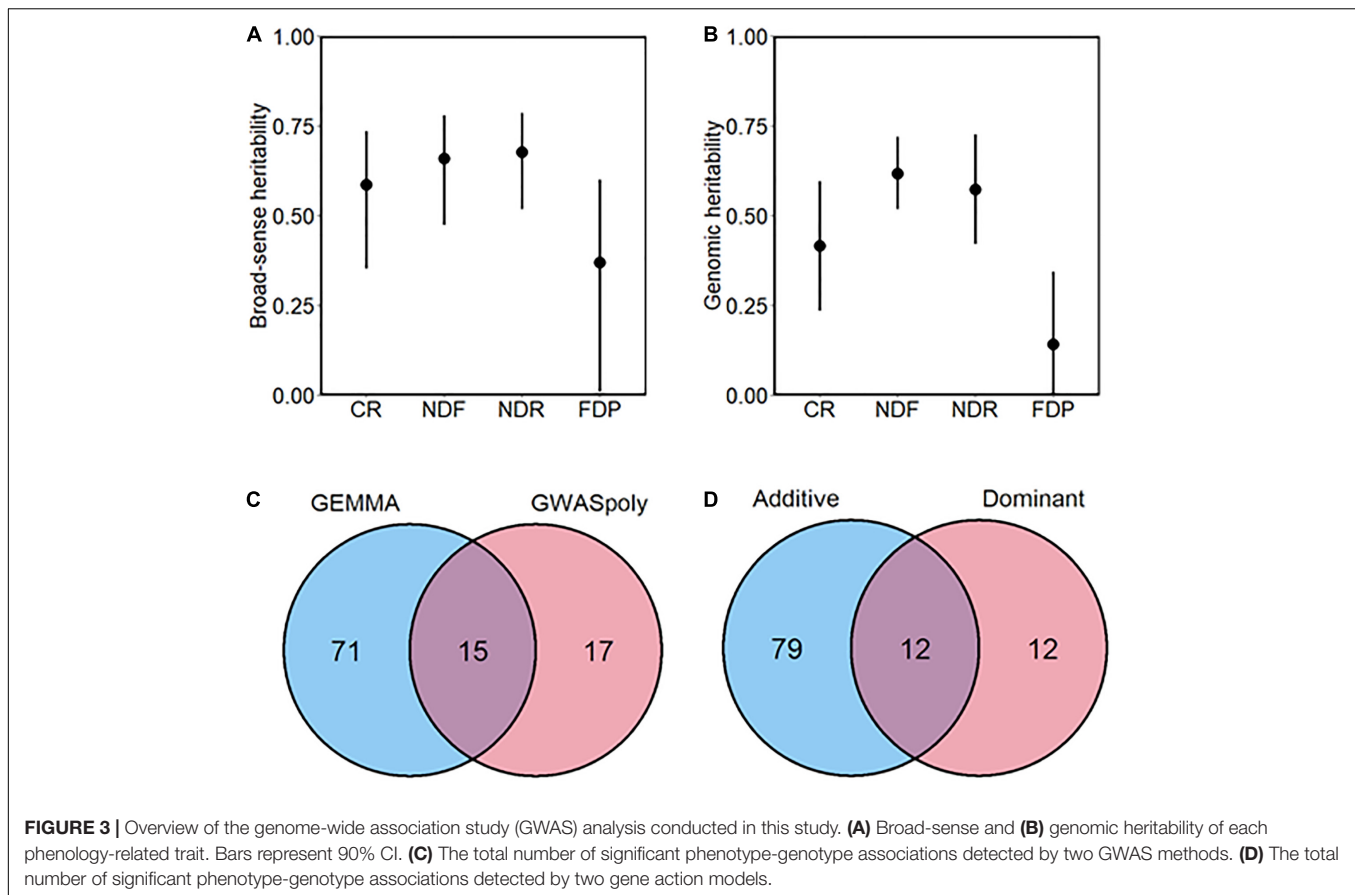 A
Broad-sense heritability
1.00
0.75
0.50
0.25
0.00
CR NDF NDR FDP
B
Genomic heritability
1.00
0.75
0.50
0.25
0.00
CR NDF NDR FDP
C
GEMMA GWASpoly
71 15 17
D
Additive Dominant
79 12 12
FIGURE 3 | Overview of the genome-wide association study (GWAS) analysis conducted in this study. (A) Broad-sense and (B) genomic heritability of each
phenology-related trait. Bars represent 90% CI. (C) The total number of significant phenotype-genotype associations detected by two GWAS methods. (D) The total
number of significant phenotype-genotype associations detected by two gene action models.